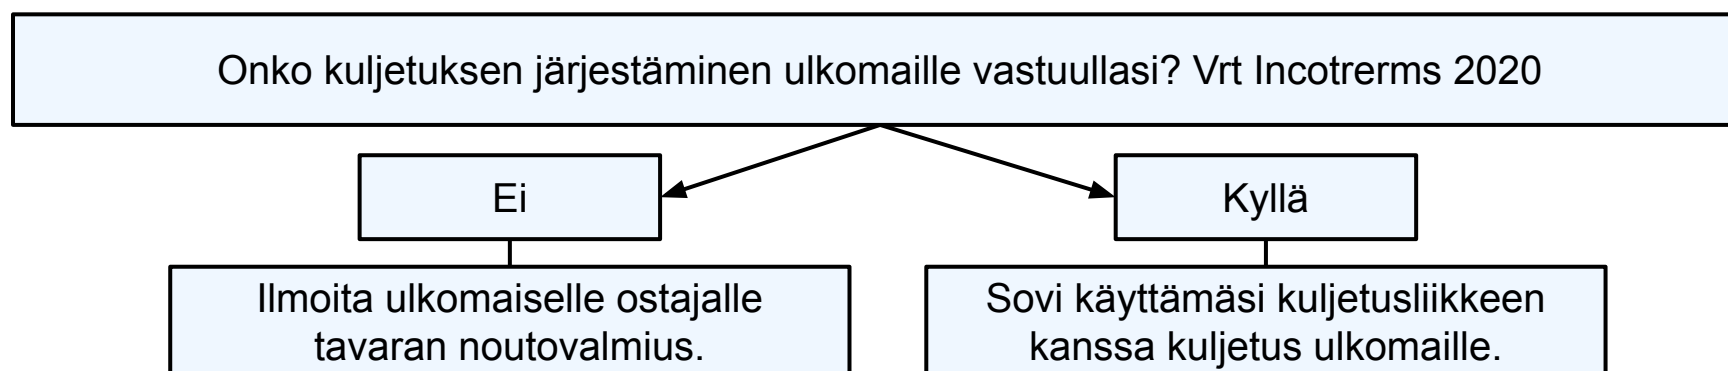 Onko kuljetuksen järjestäminen ulkomaille vastuullasi? Vrt Incotrerms 2020
Ei
Kyllä
Ilmoita ulkomaiselle ostajalle
tavaran noutovalmius.
Sovi käyttämäsi kuljetusliikkeen
kanssa kuljetus ulkomaille.